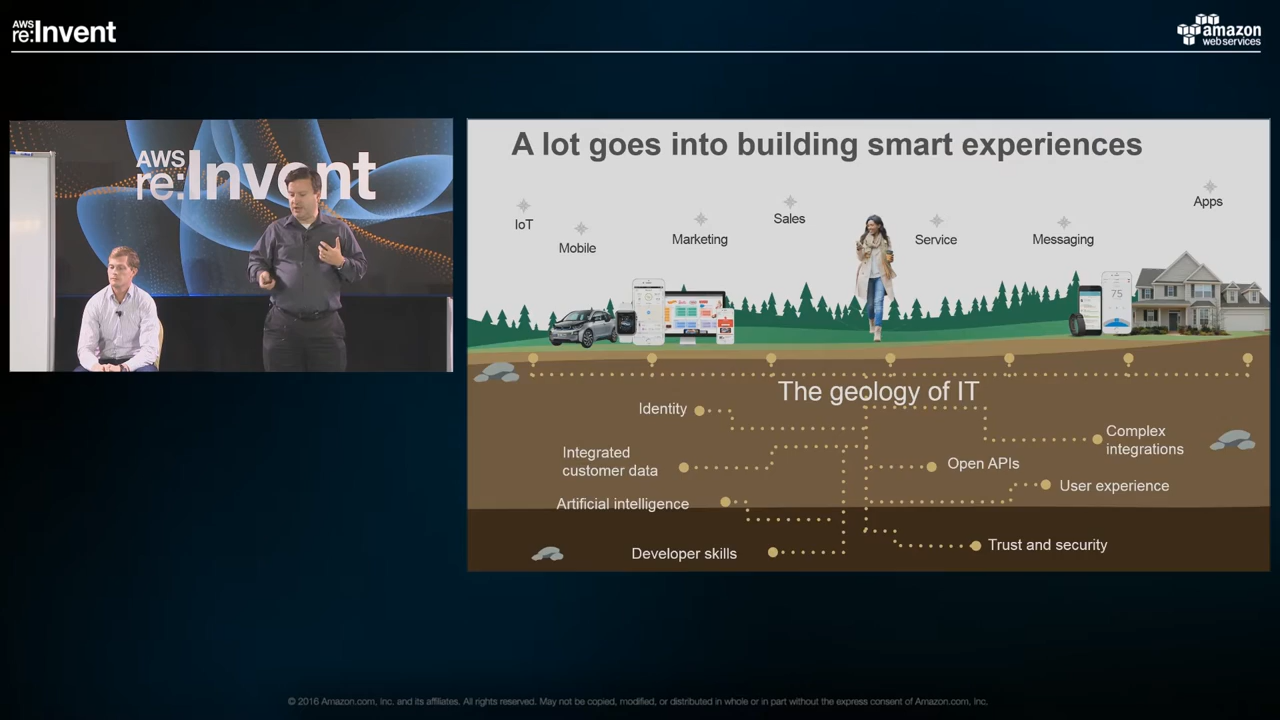 AWS
re:Invent
amazon
web services
AWS
re:Invent
A lot goes into building smart experiences
IoT
Mobile
Marketing
Sales
Service
Messaging
Apps
75
The geology of IT
Identity
Integrated
customer data
Artificial intelligence
Developer skills
Complex
integrations
Open APIs
User experience
Trust and security
© 2016 Amazon.com, Inc. and its affiliates. All rights reserved. May not be copied, modified, or distributed in whole or in part without the express consent of Amazon.com, Inc.